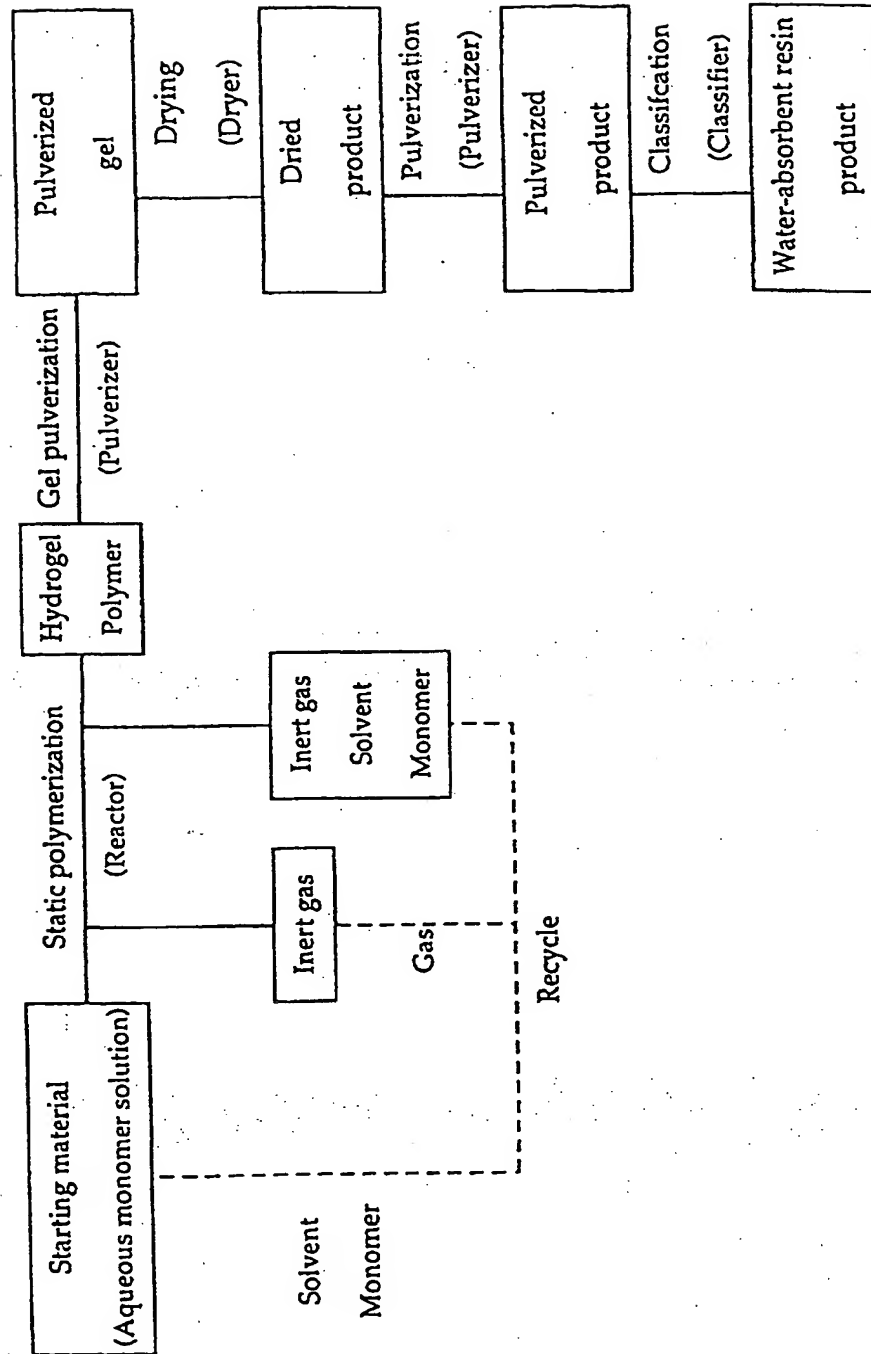 Starting material
(Aqueous monomer solution)
Static polymerization
(Reactor)
Hydrogel
Polymer
Gel pulverization
(Pulverizer)
Pulverized
gel
Drying
(Dryer)
Dried
product
Pulverization
(Pulverizer)
Pulverized
product
Classifcation
(Classifier)
Water-absorbent resin
product
Inert gas
Inert gas
Solvent
Monomer
Gas
Solvent
Monomer
Recycle